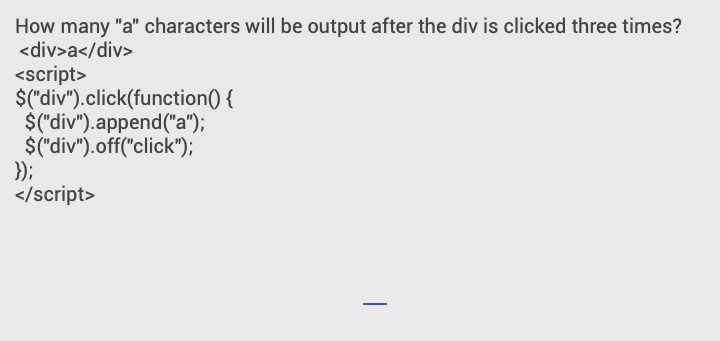 How many "a" characters will be output after the div is clicked three times?
<div>a</div>
<script>
$("div").click(function() {
$("div").append("a");
$("div").off("click");
});
</script>